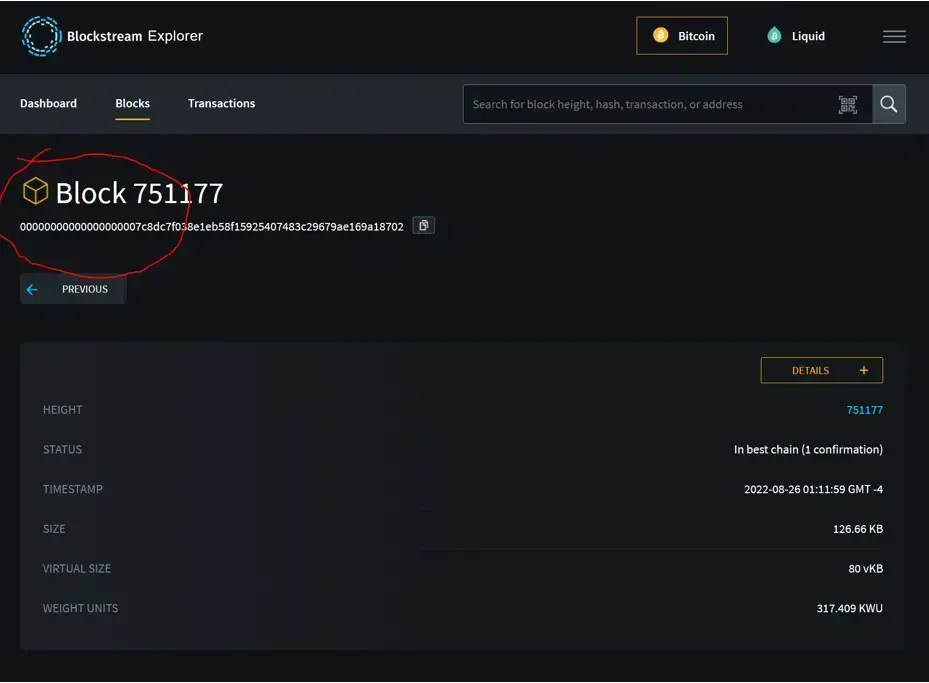 Blockstream Explorer
Bitcoin
Liquid
Dashboard
Blocks
Transactions
Search for block height, hash, transaction, or address
Block 751177
00000000000000000007c8dc7f038e1eb58f15925407483c29679ae169a18702
PREVIOUS
DETAILS +
HEIGHT 751177
STATUS In best chain (1 confirmation)
TIMESTAMP 2022-08-26 01:11:59 GMT -4
SIZE 126.66 KB
VIRTUAL SIZE 80 vKB
WEIGHT UNITS 317.409 KWU